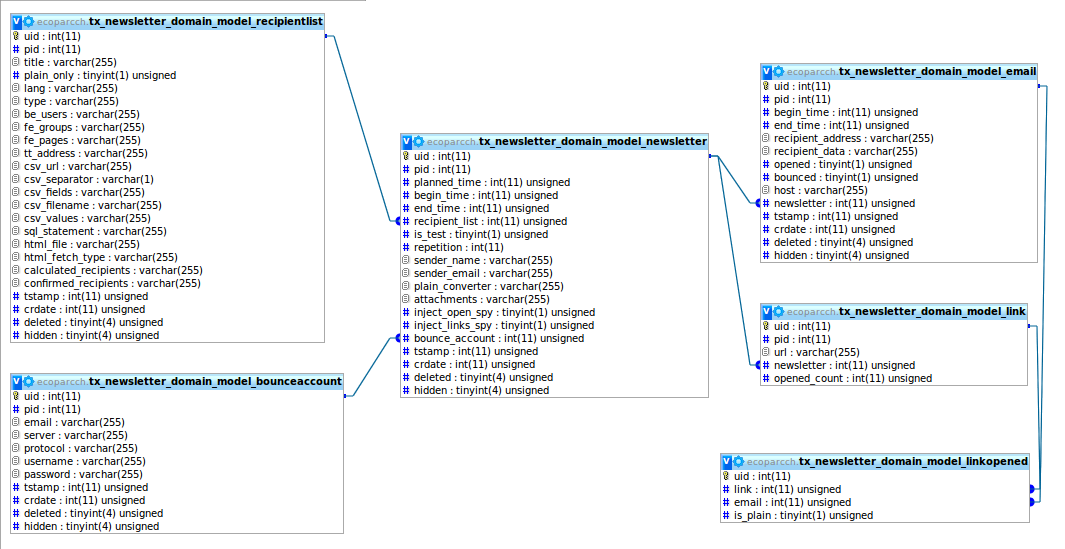 ecoparcch. tx_newsletter_domain_model_recipientlist
uid : int(11)
pid : int(11)
title : varchar(255)
plain_only : tinyint(1) unsigned
lang : varchar(255)
type : varchar(255)
be_users : varchar(255)
fe_groups : varchar(255)
fe_pages : varchar(255)
tt_address : varchar(255)
csv_url : varchar(255)
csv_separator : varchar(1)
csv_fields : varchar(255)
csv_filename : varchar(255)
csv_values : varchar(255)
sql_statement : varchar(255)
html_file : varchar(255)
html_fetch_type : varchar(255)
calculated_recipients : varchar(255)
confirmed_recipients : varchar(255)
tstamp : int(11) unsigned
crdate : int(11) unsigned
deleted : tinyint(4) unsigned
hidden : tinyint(4) unsigned
ecoparcch. tx_newsletter_domain_model_bounceaccount
uid : int(11)
pid : int(11)
email : varchar(255)
server : varchar(255)
protocol : varchar(255)
username : varchar(255)
password : varchar(255)
tstamp : int(11) unsigned
crdate : int(11) unsigned
deleted : tinyint(4) unsigned
hidden : tinyint(4) unsigned
ecoparcch. tx_newsletter_domain_model_newsletter
uid : int(11)
pid : int(11)
planned_time : int(11) unsigned
begin_time : int(11) unsigned
end_time : int(11) unsigned
recipient_list : int(11) unsigned
is_test : tinyint(1) unsigned
repetition : int(11)
sender_name : varchar(255)
sender_email : varchar(255)
plain_converter : varchar(255)
attachments : varchar(255)
inject_open_spy : tinyint(1) unsigned
inject_links_spy : tinyint(1) unsigned
bounce_account : int(11) unsigned
tstamp : int(11) unsigned
crdate : int(11) unsigned
deleted : tinyint(4) unsigned
hidden : tinyint(4) unsigned
ecoparcch. tx_newsletter_domain_model_email
uid : int(11)
pid : int(11)
begin_time : int(11) unsigned
end_time : int(11) unsigned
recipient_address : varchar(255)
recipient_data : varchar(255)
opened : tinyint(1) unsigned
bounced : tinyint(1) unsigned
host : varchar(255)
newsletter : int(11) unsigned
tstamp : int(11) unsigned
crdate : int(11) unsigned
deleted : tinyint(4) unsigned
hidden : tinyint(4) unsigned
ecoparcch. tx_newsletter_domain_model_link
uid : int(11)
pid : int(11)
url : varchar(255)
newsletter : int(11) unsigned
opened_count : int(11) unsigned
ecoparcch. tx_newsletter_domain_model_linkopened
uid : int(11)
link : int(11) unsigned
email : int(11) unsigned
is_plain : tinyint(1) unsigned